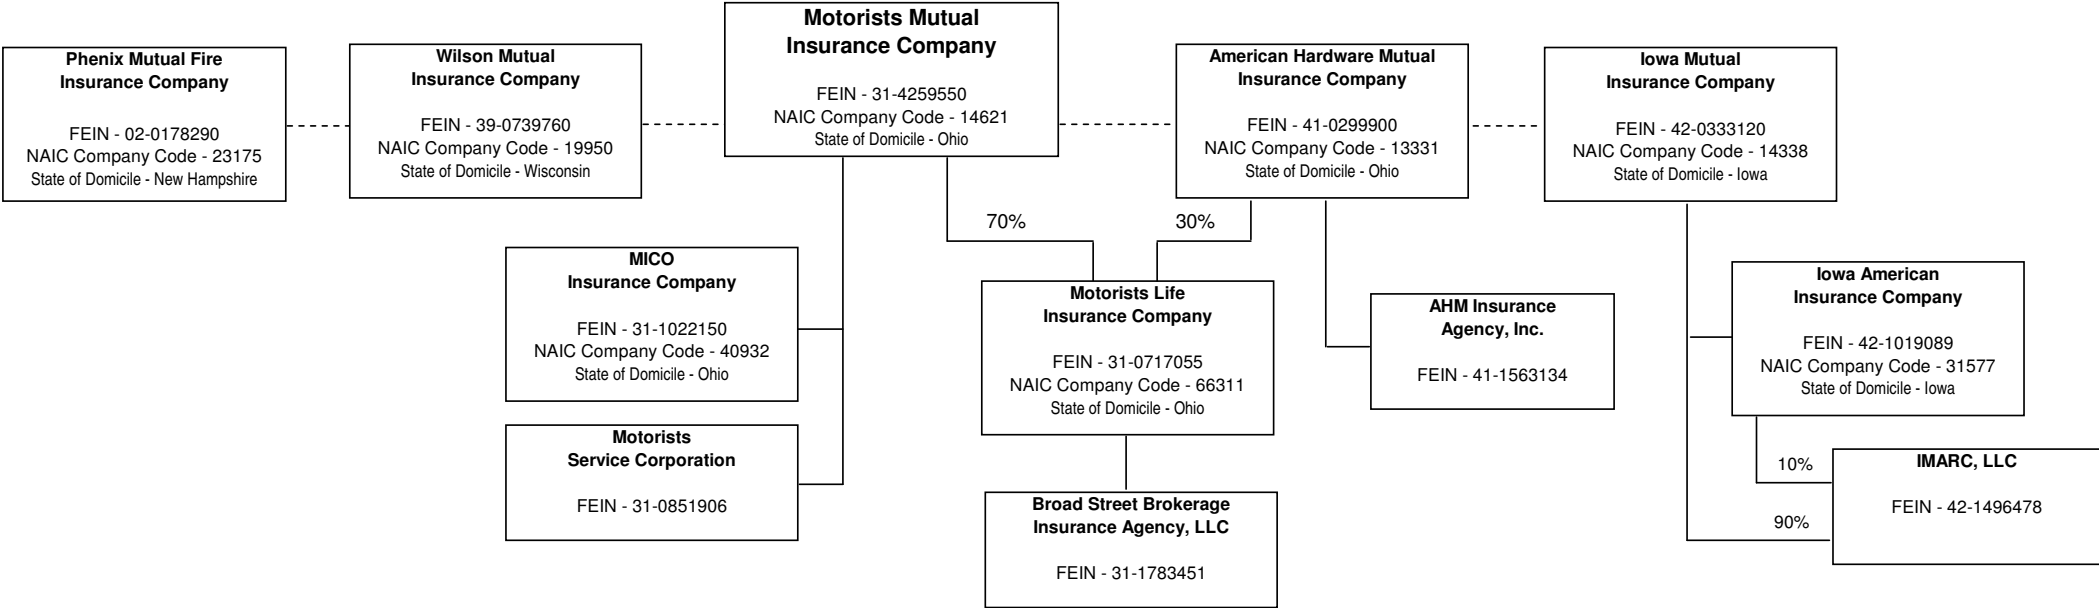 Phenix Mutual Fire
Insurance Company
FEIN - 02-0178290
NAIC Company Code - 23175
State of Domicile - New Hampshire
Wilson Mutual
Insurance Company
FEIN - 39-0739760
NAIC Company Code - 19950
State of Domicile - Wisconsin
Motorists Mutual
Insurance Company
FEIN - 31-4259550
NAIC Company Code - 14621
State of Domicile - Ohio
American Hardware Mutual
Insurance Company
FEIN - 41-0299900
NAIC Company Code - 13331
State of Domicile - Ohio
Iowa Mutual
Insurance Company
FEIN - 42-0333120
NAIC Company Code - 14338
State of Domicile - Iowa
70%
30%
MICO
Insurance Company
FEIN - 31-1022150
NAIC Company Code - 40932
State of Domicile - Ohio
Motorists Life
Insurance Company
FEIN - 31-0717055
NAIC Company Code - 66311
State of Domicile - Ohio
AHM Insurance
Agency, Inc.
FEIN - 41-1563134
Iowa American
Insurance Company
FEIN - 42-1019089
NAIC Company Code - 31577
State of Domicile - Iowa
Motorists
Service Corporation
FEIN - 31-0851906
Broad Street Brokerage
Insurance Agency, LLC
FEIN - 31-1783451
10%
90%
IMARC, LLC
FEIN - 42-1496478